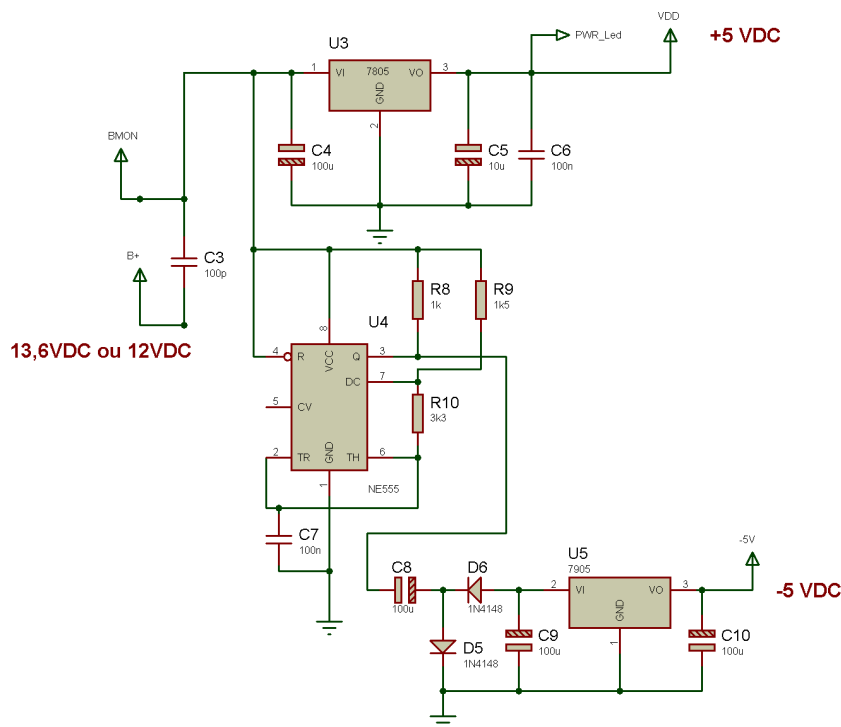 VDD
+5 VDC
PWR_Led
U3
1
VI
7805
VO
3
GND
2
BMON
C4
100u
C5
10u
C6
100n
B+
C3
100p
13,6VDC ou 12VDC
R8
1k
R9
1k5
U4
8
4
R
VCC
Q
3
DC
7
5
CV
R10
3k3
2
TR
GND
TH
6
1
NE555
C7
100n
-5V
C8
100u
D6
1N4148
U5
7905
2
VI
VO
3
-5 VDC
GND
1
D5
1N4148
C9
100u
C10
100u